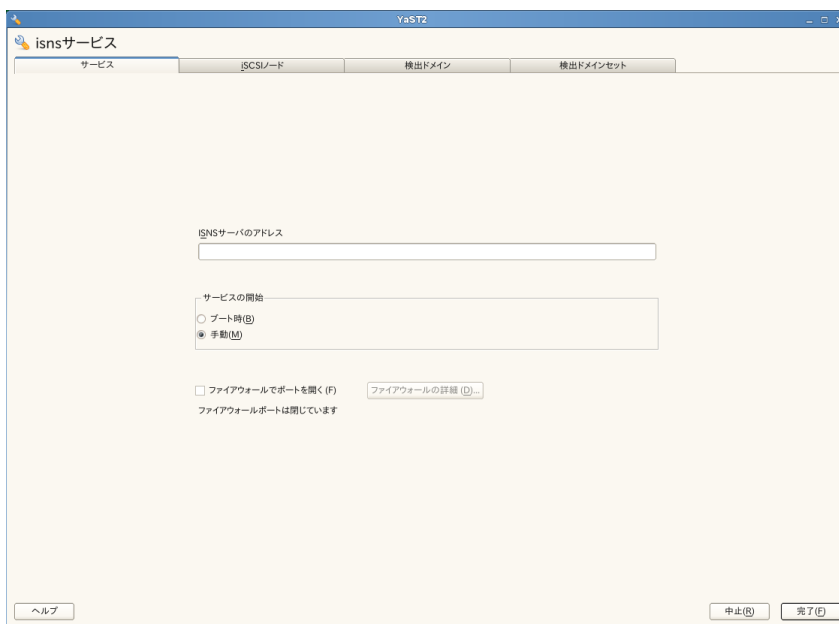 YaST2
isnsサービス
サービス
iSCSIノード
検出ドメイン
検出ドメインセット
ISNSサーバのアドレス
サービスの開始
ブート時(B)
手動(M)
ファイアウォールでポートを開く(F)
ファイアウォールの詳細 (D)...
ファイアウォールポートは閉じています
ヘルプ
中止(R)
完了(F)